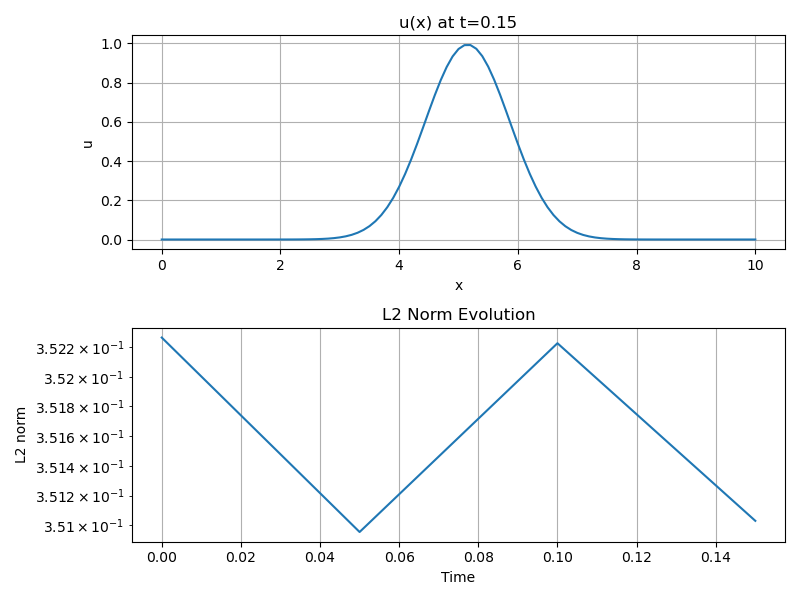 u(x) at t=0.15
1.0
0.8
0.6
0.4
0.2
0.0
u
0 2 4 6 8 10
x
L2 Norm Evolution
3.522 × 10⁻¹
3.52 × 10⁻¹
3.518 × 10⁻¹
3.516 × 10⁻¹
3.514 × 10⁻¹
3.512 × 10⁻¹
3.51 × 10⁻¹
L2 norm
0.00 0.02 0.04 0.06 0.08 0.10 0.12 0.14
Time